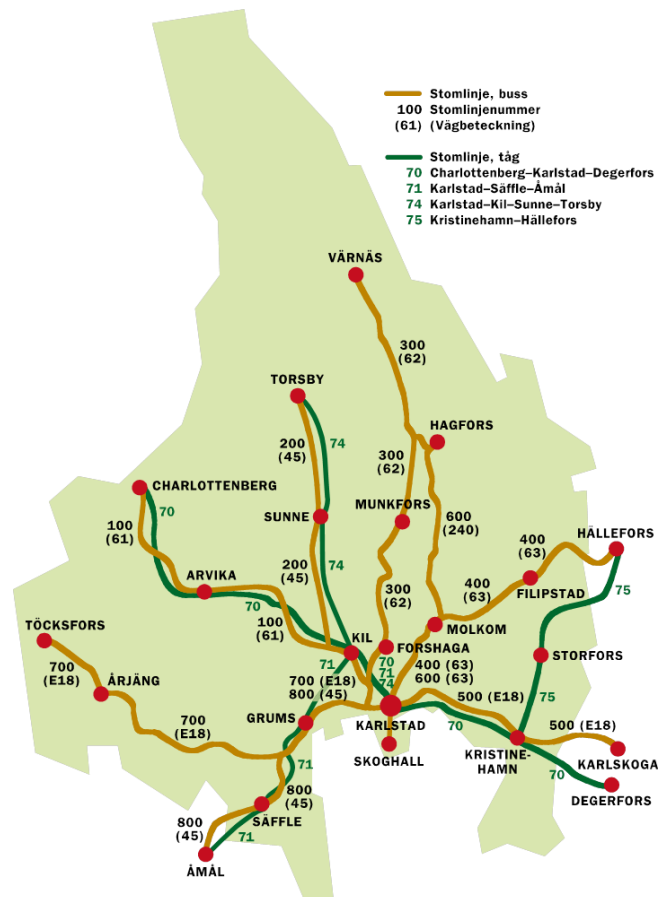 Stomlinje, buss
100 Stomlinjenummer
(61) (Vägbeteckning)
Stomlinje, tåg
70 Charlottenberg–Karlstad–Degerfors
71 Karlstad–Säffle–Åmål
74 Karlstad–Kil–Sunne–Torsby
75 Kristinehamn–Hällefors
VÄRNÄS
300
(62)
TORSBY
HAGFORS
74
200
(45)
300
(62)
CHARLOTTENBERG
MUNKFORS
70
100
(61)
SUNNE
600
(240)
HÄLLEFORS
400
(63)
200
(45)
74
ARVIKA
400
(63)
75
FILIPSTAD
70
300
(62)
100
(61)
TÖCKSFORS
MOLKOM
KIL
FORSHAGA
STORFORS
700
(E18)
71
70
71
74
400 (63)
600 (63)
ÅRJÄNG
700 (E18)
800 (45)
500 (E18)
75
GRUMS
KARLSTAD
700
(E18)
70
500 (E18)
KRISTINE-
HAMN
SKOGHALL
71
KARLSKOGA
70
DEGERFORS
800
(45)
SÄFFLE
800
(45)
71
ÅMÅL